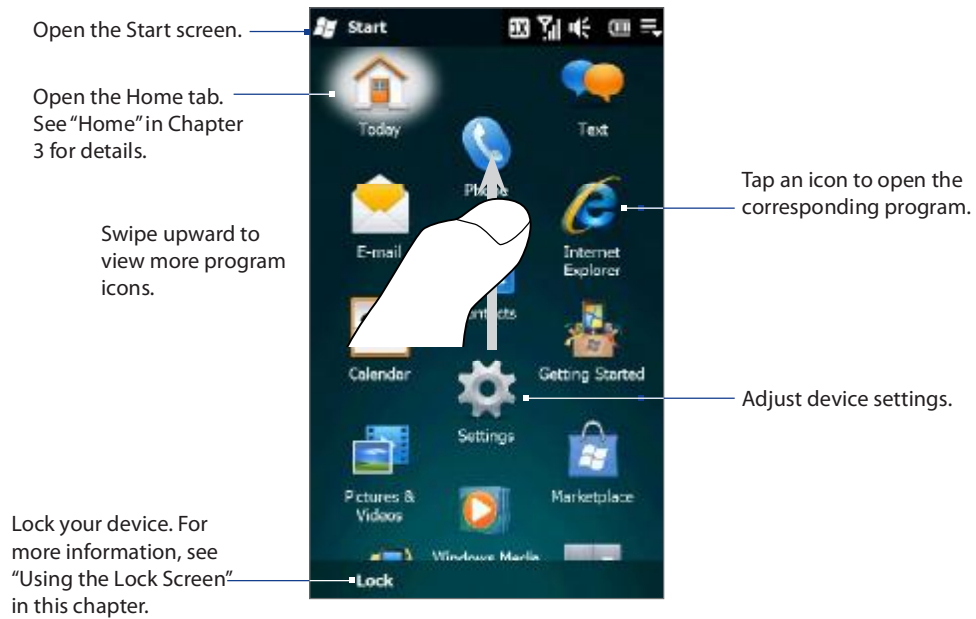 Open the Start screen.
Start
1X
Open the Home tab.
See “Home” in Chapter
3 for details.
Today
Text
Phone
Tap an icon to open the
corresponding program.
Swipe upward to
view more program
icons.
E-mail
Internet
Explorer
Calendar
Getting Started
Adjust device settings.
Settings
Pictures &
Videos
Marketplace
Windows Media
Lock your device. For
more information, see
“Using the Lock Screen”
in this chapter.
Lock